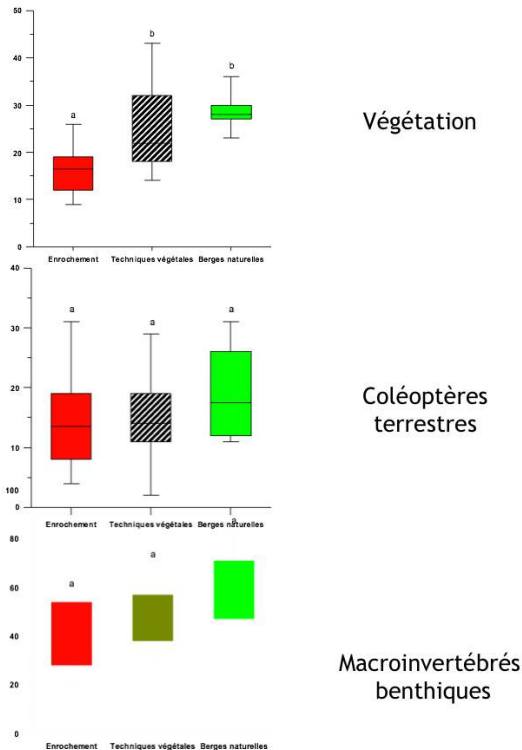 50
40
30
20
10
0
a
b
b
Enrochement Techniques végétales Berges naturelles
Végétation
40
30
20
10
0
a
a
a
Enrochement Techniques végétales Berges naturelles
Coléoptères
terrestres
100
80
60
40
20
0
a
a
a
Enrochement Techniques végétales Berges naturelles
Macroinvertébrés
benthiques